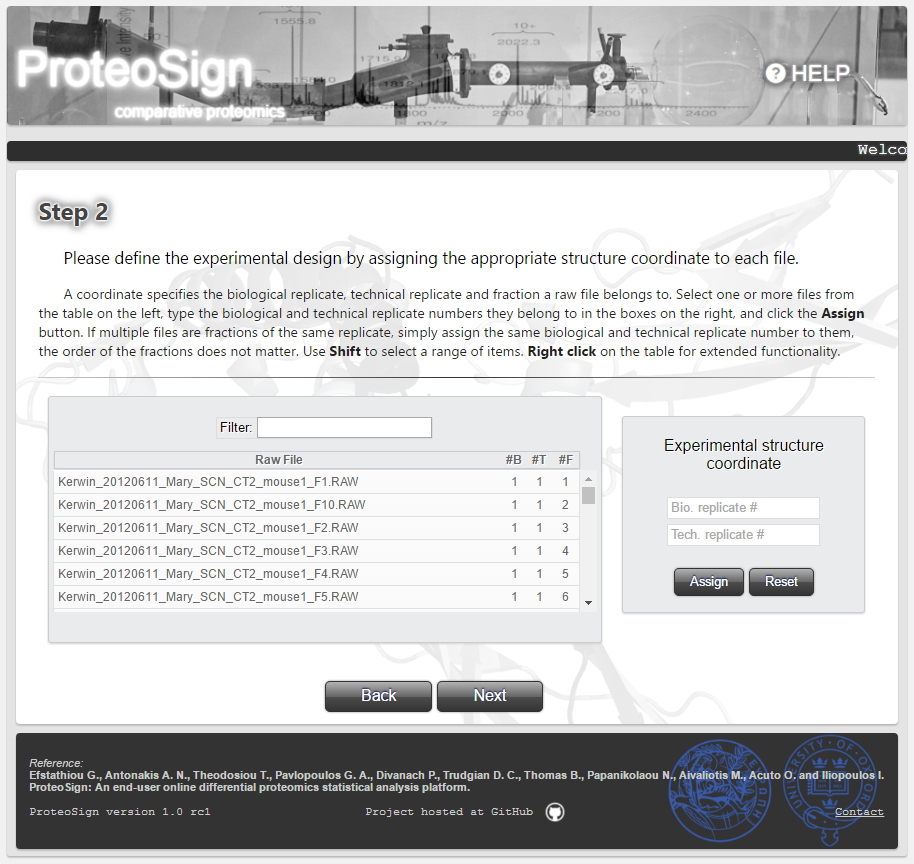 ProteoSign
comparative proteomics
1555.8
10+
2022.3
1800
2000
2200
2400
m/z
? HELP
Welco
Step 2
Please define the experimental design by assigning the appropriate structure coordinate to each file.
A coordinate specifies the biological replicate, technical replicate and fraction a raw file belongs to. Select one or more files from
the table on the left, type the biological and technical replicate numbers they belong to in the boxes on the right, and click the Assign
button. If multiple files are fractions of the same replicate, simply assign the same biological and technical replicate number to them,
the order of the fractions does not matter. Use Shift to select a range of items. Right click on the table for extended functionality.
Filter:
Raw File #B #T #F
Kerwin_20120611_Mary_SCN_CT2_mouse1_F1.RAW 1 1 1
Kerwin_20120611_Mary_SCN_CT2_mouse1_F10.RAW 1 1 2
Kerwin_20120611_Mary_SCN_CT2_mouse1_F2.RAW 1 1 3
Kerwin_20120611_Mary_SCN_CT2_mouse1_F3.RAW 1 1 4
Kerwin_20120611_Mary_SCN_CT2_mouse1_F4.RAW 1 1 5
Kerwin_20120611_Mary_SCN_CT2_mouse1_F5.RAW 1 1 6
Experimental structure
coordinate
Bio. replicate #
Tech. replicate #
Assign Reset
Back Next
Reference:
Efstathiou G., Antonakis A. N., Theodosiou T., Pavlopoulos G. A., Divanach P., Trudgian D. C., Thomas B., Papanikolaou N., Aivaliotis M., Acuto O. and Iliopoulos I.
ProteoSign: An end-user online differential proteomics statistical analysis platform.
ProteoSign version 1.0 rc1 Project hosted at GitHub Contact
UNIVERSITY OF OXFORD